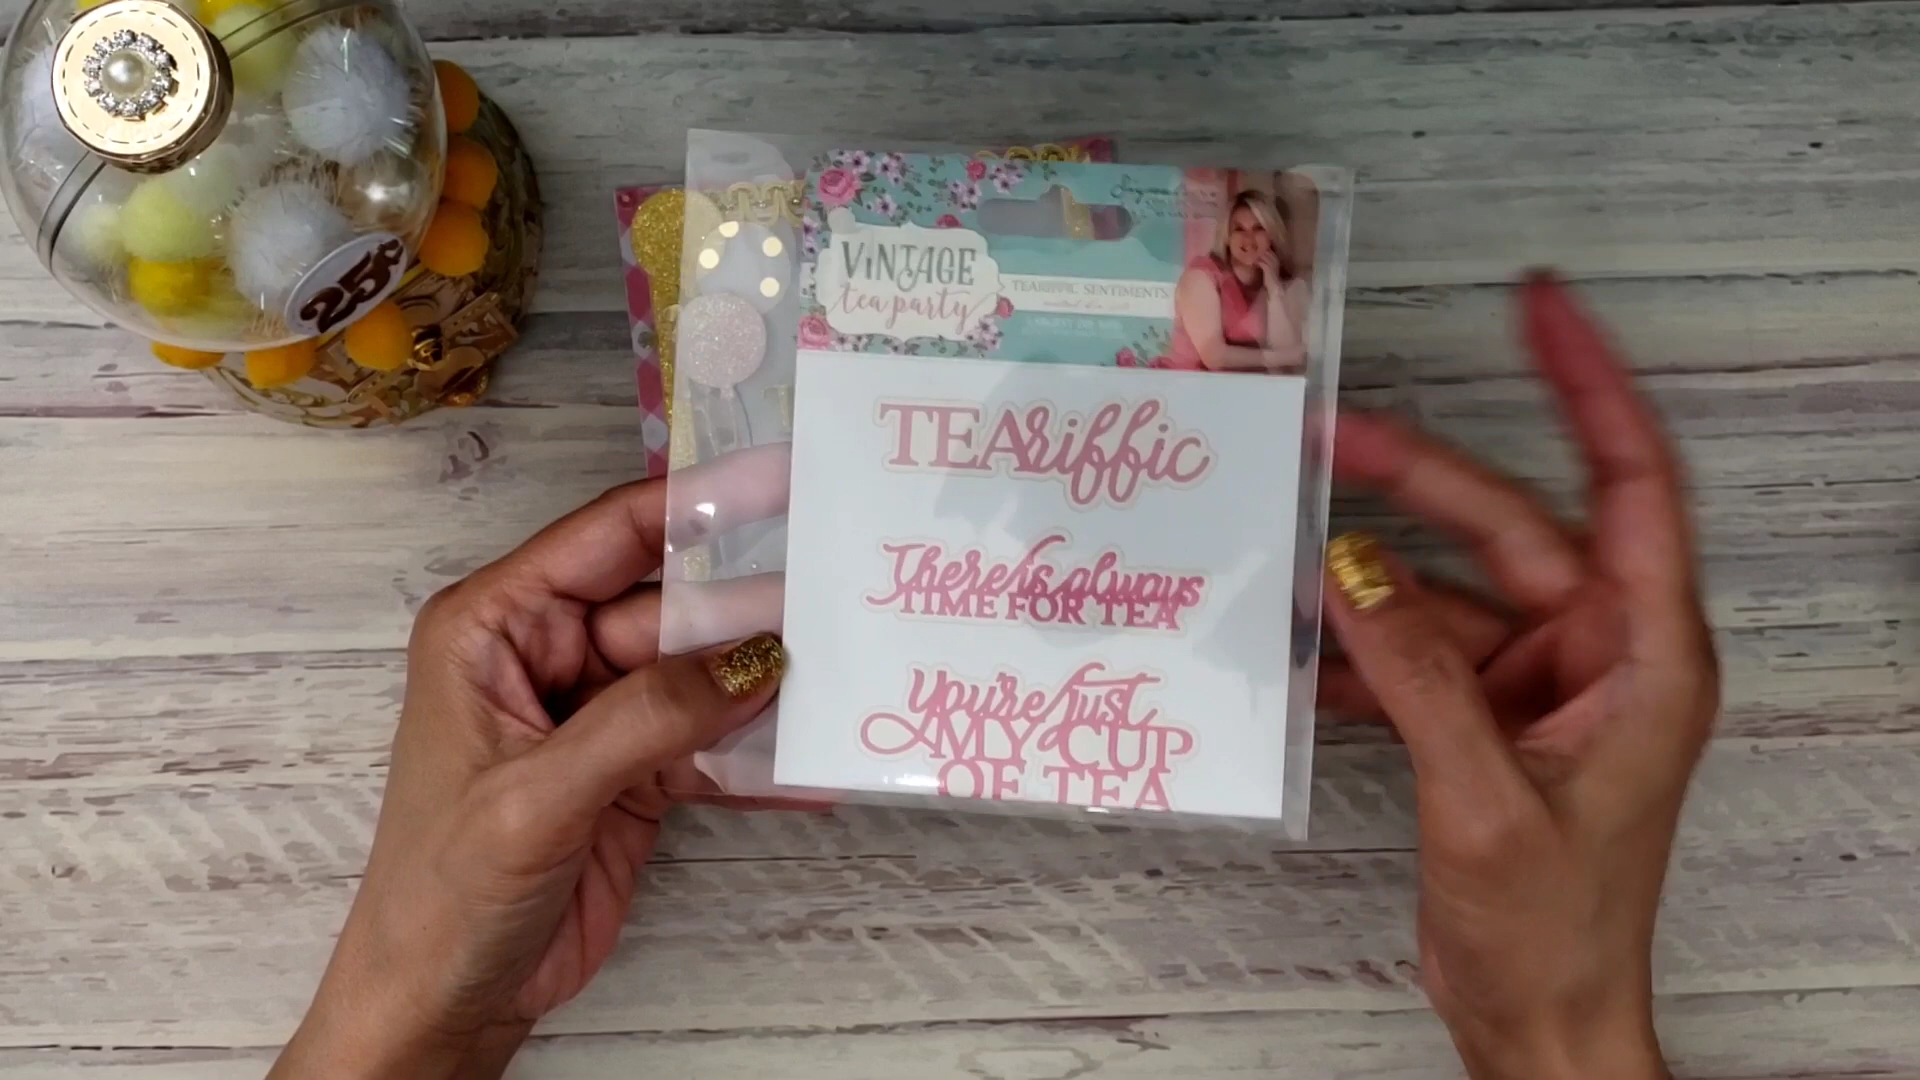 25¢
VINTAGE
tea party
TEARIFFIC SENTIMENTS
TEAriffic
There is always
TIME FOR TEA
you're just
MY CUP
OF TEA